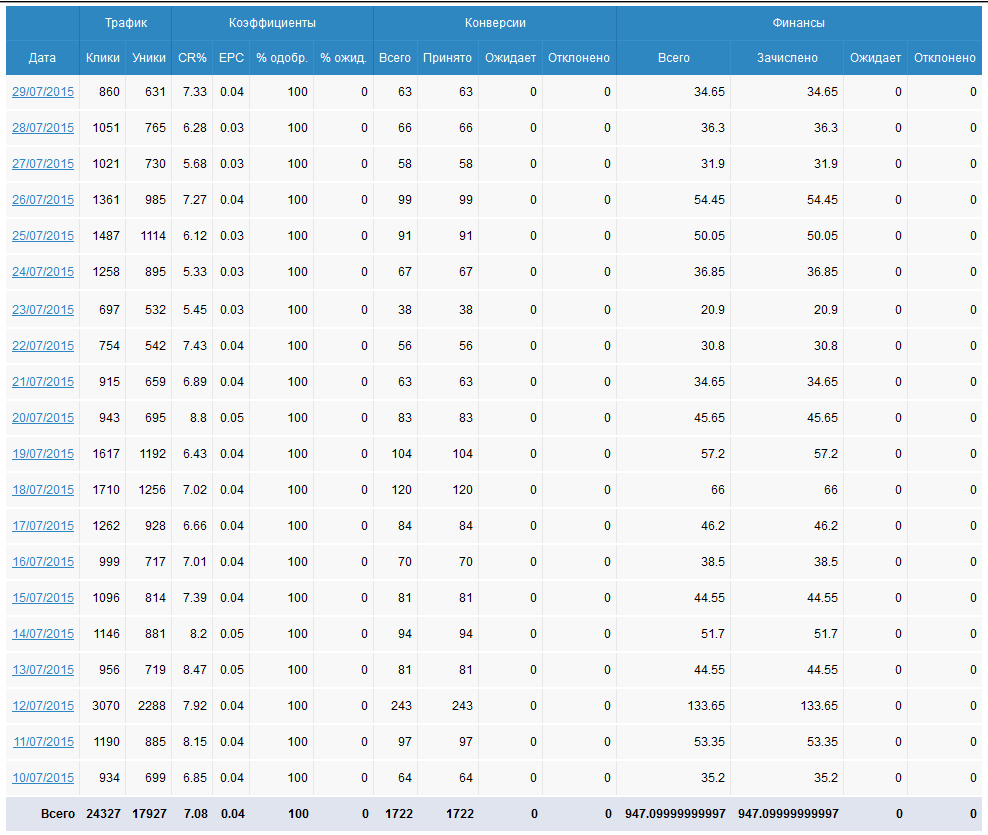 Трафик Коэффициенты Конверсии Финансы
Дата Клики Уники CR% EPC % одобр. % ожид. Всего Принято Ожидает Отклонено Всего Зачислено Ожидает Отклонено
29/07/2015 860 631 7.33 0.04 100 0 63 63 0 0 34.65 34.65 0 0
28/07/2015 1051 765 6.28 0.03 100 0 66 66 0 0 36.3 36.3 0 0
27/07/2015 1021 730 5.68 0.03 100 0 58 58 0 0 31.9 31.9 0 0
26/07/2015 1361 985 7.27 0.04 100 0 99 99 0 0 54.45 54.45 0 0
25/07/2015 1487 1114 6.12 0.03 100 0 91 91 0 0 50.05 50.05 0 0
24/07/2015 1258 895 5.33 0.03 100 0 67 67 0 0 36.85 36.85 0 0
23/07/2015 697 532 5.45 0.03 100 0 38 38 0 0 20.9 20.9 0 0
22/07/2015 754 542 7.43 0.04 100 0 56 56 0 0 30.8 30.8 0 0
21/07/2015 915 659 6.89 0.04 100 0 63 63 0 0 34.65 34.65 0 0
20/07/2015 943 695 8.8 0.05 100 0 83 83 0 0 45.65 45.65 0 0
19/07/2015 1617 1192 6.43 0.04 100 0 104 104 0 0 57.2 57.2 0 0
18/07/2015 1710 1256 7.02 0.04 100 0 120 120 0 0 66 66 0 0
17/07/2015 1262 928 6.66 0.04 100 0 84 84 0 0 46.2 46.2 0 0
16/07/2015 999 717 7.01 0.04 100 0 70 70 0 0 38.5 38.5 0 0
15/07/2015 1096 814 7.39 0.04 100 0 81 81 0 0 44.55 44.55 0 0
14/07/2015 1146 881 8.2 0.05 100 0 94 94 0 0 51.7 51.7 0 0
13/07/2015 956 719 8.47 0.05 100 0 81 81 0 0 44.55 44.55 0 0
12/07/2015 3070 2288 7.92 0.04 100 0 243 243 0 0 133.65 133.65 0 0
11/07/2015 1190 885 8.15 0.04 100 0 97 97 0 0 53.35 53.35 0 0
10/07/2015 934 699 6.85 0.04 100 0 64 64 0 0 35.2 35.2 0 0
Всего 24327 17927 7.08 0.04 100 0 1722 1722 0 0 947.09999999997 947.09999999997 0 0